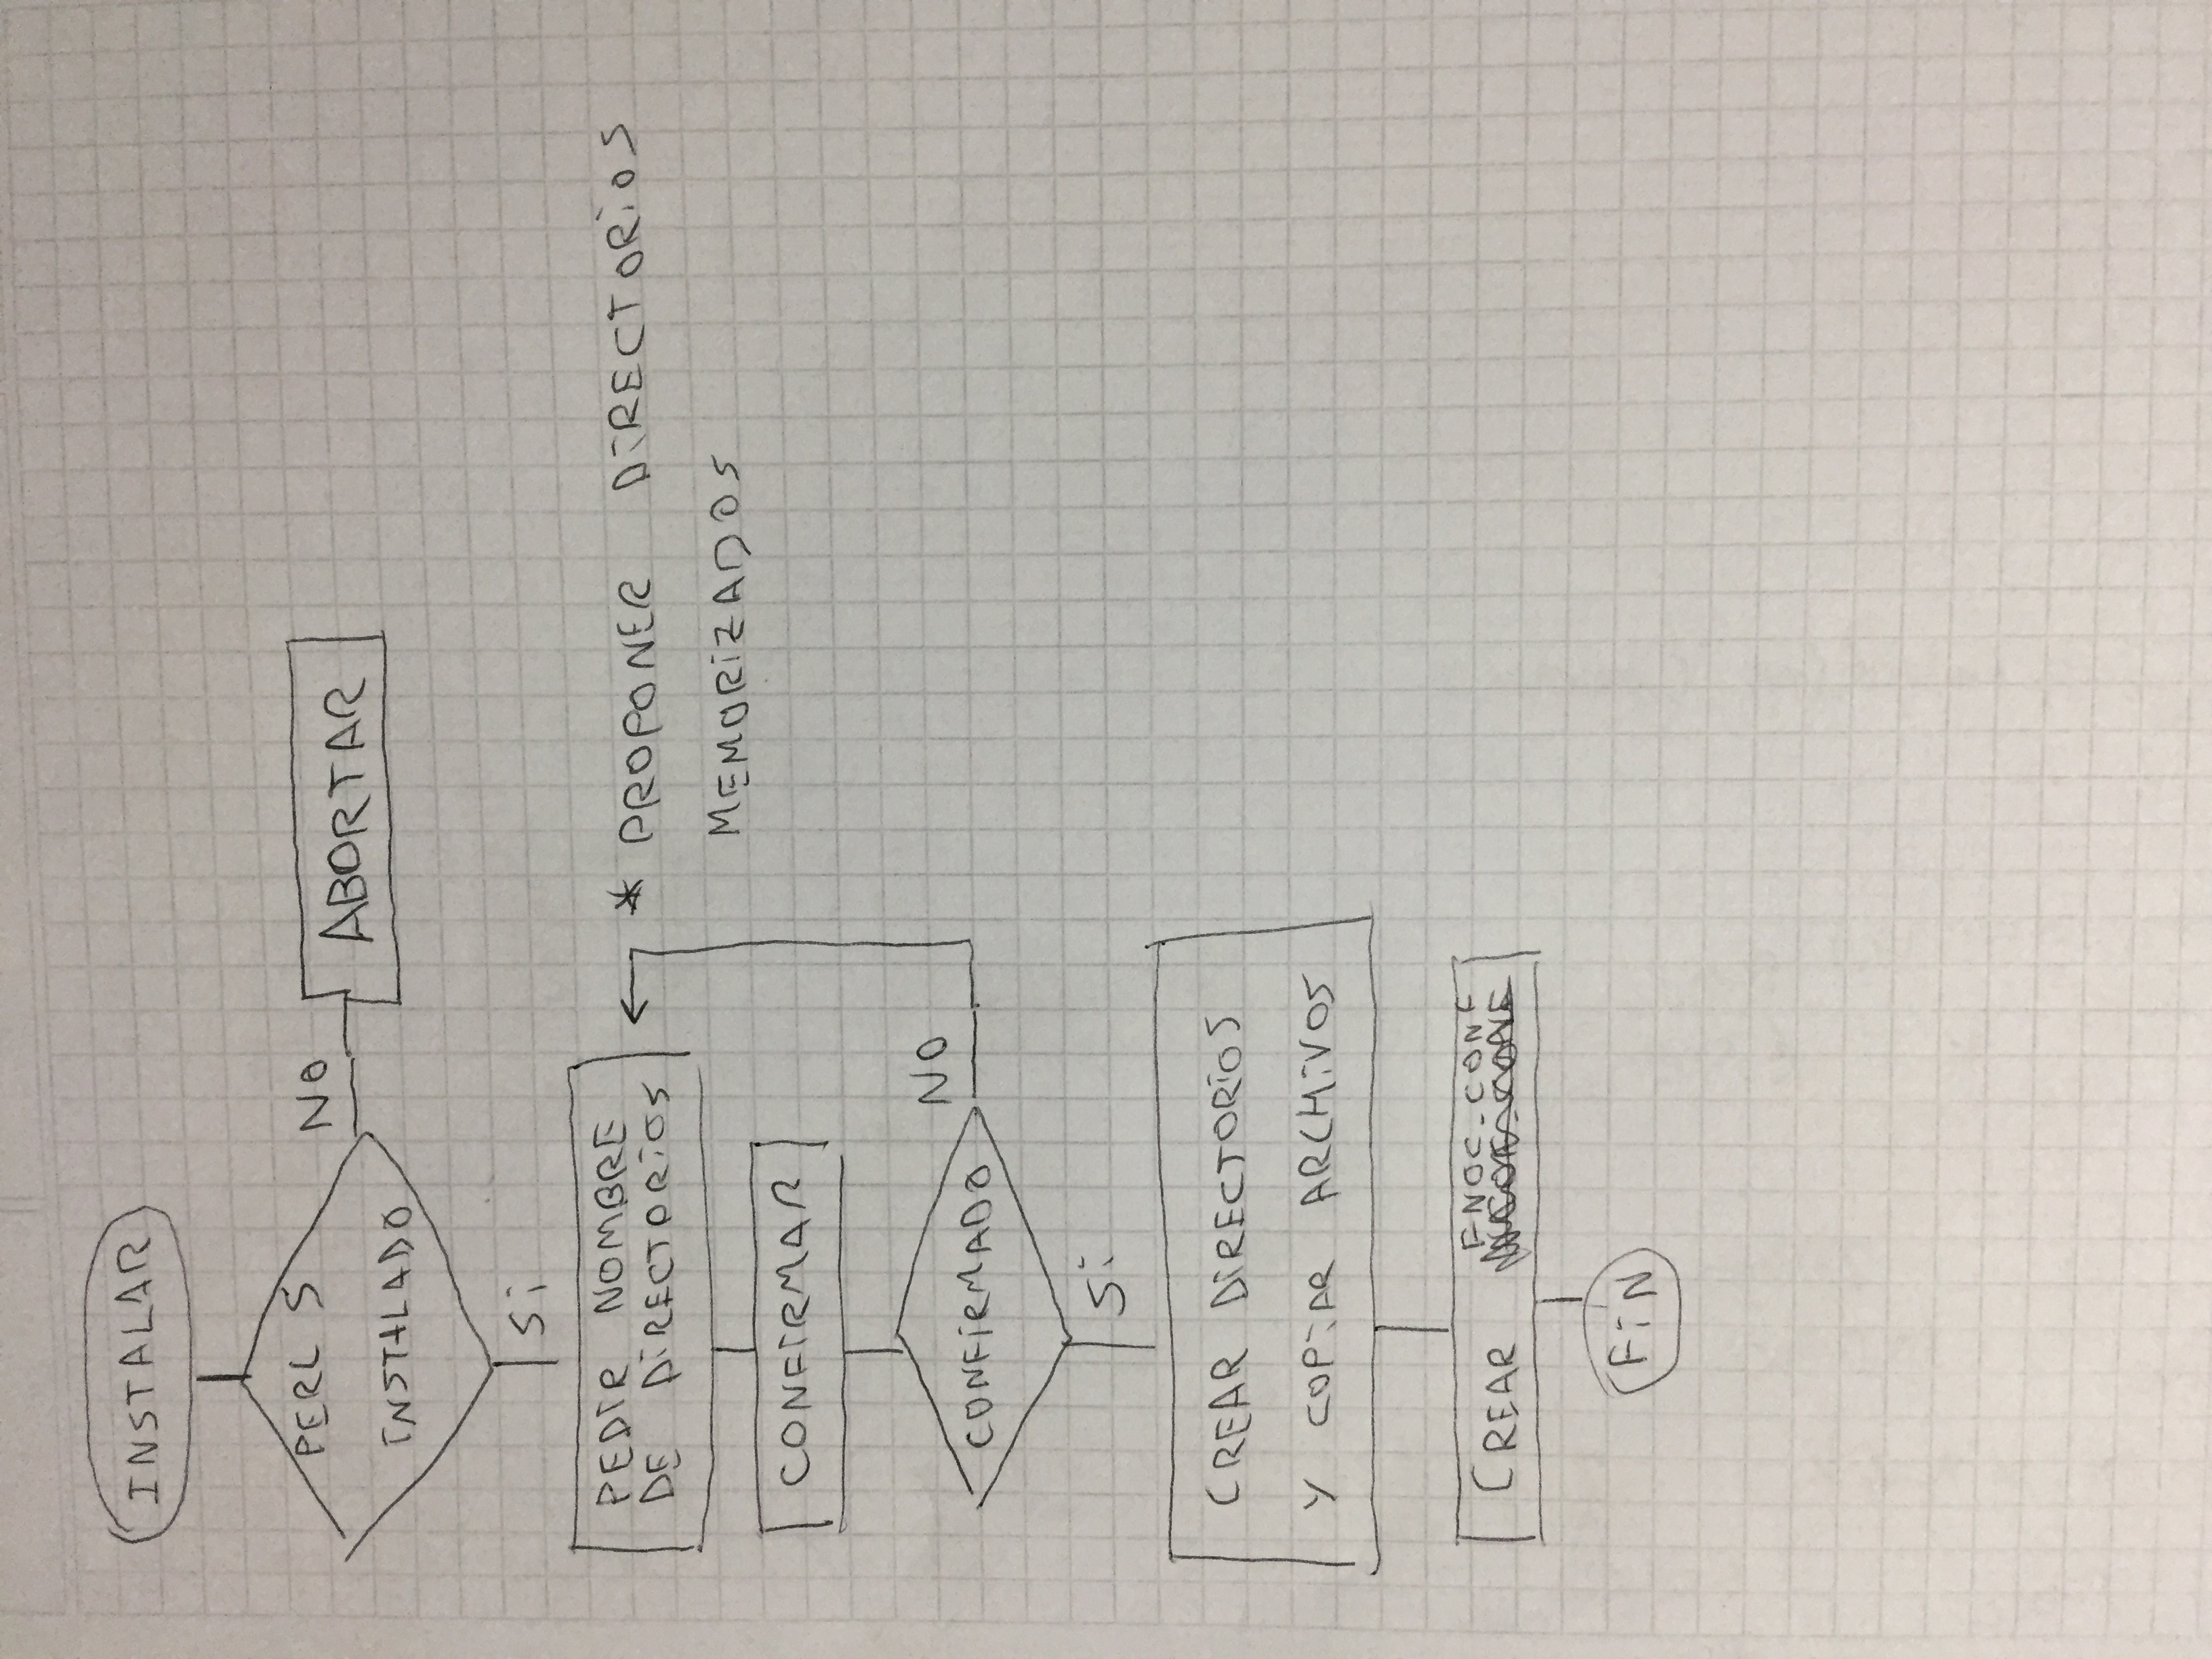 INSTALAR
PERL 5
INSTALADO
NO
ABORTAR
Si
PEDIR NOMBRE
DE DIRECTORiOS
* PROPONER DIRECTORiOS
MEMORIZADOS
CONFIRMAR
CONFIRMADO
NO
Si
CREAR DIRECTORiOS
Y COPIAR ARCHIVOS
CREAR FNOC.CONF
FiN